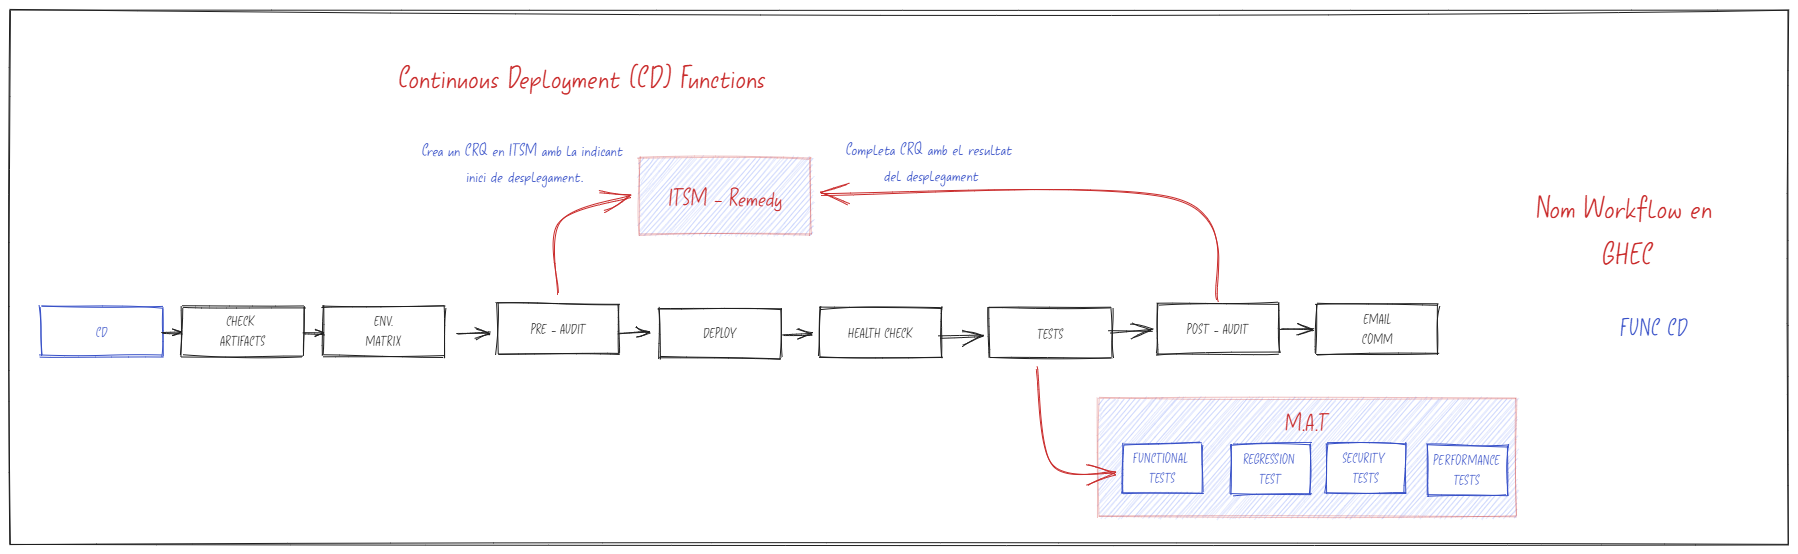 Continuous Deployment (CD) Functions
Crea un CRQ en ITSM amb la indicant
inici de desplegament.
ITSM - Remedy
Completa CRQ amb el resultat
del desplegament
Nom Workflow en
GHEC
FUNC CD
CD
CHECK
ARTIFACTS
ENV.
MATRIX
PRE - AUDIT
DEPLOY
HEALTH CHECK
TESTS
POST - AUDIT
EMAIL
COMM
M.A.T
FUNCTIONAL
TESTS
REGRESSION
TEST
SECURITY
TESTS
PERFORMANCE
TESTS